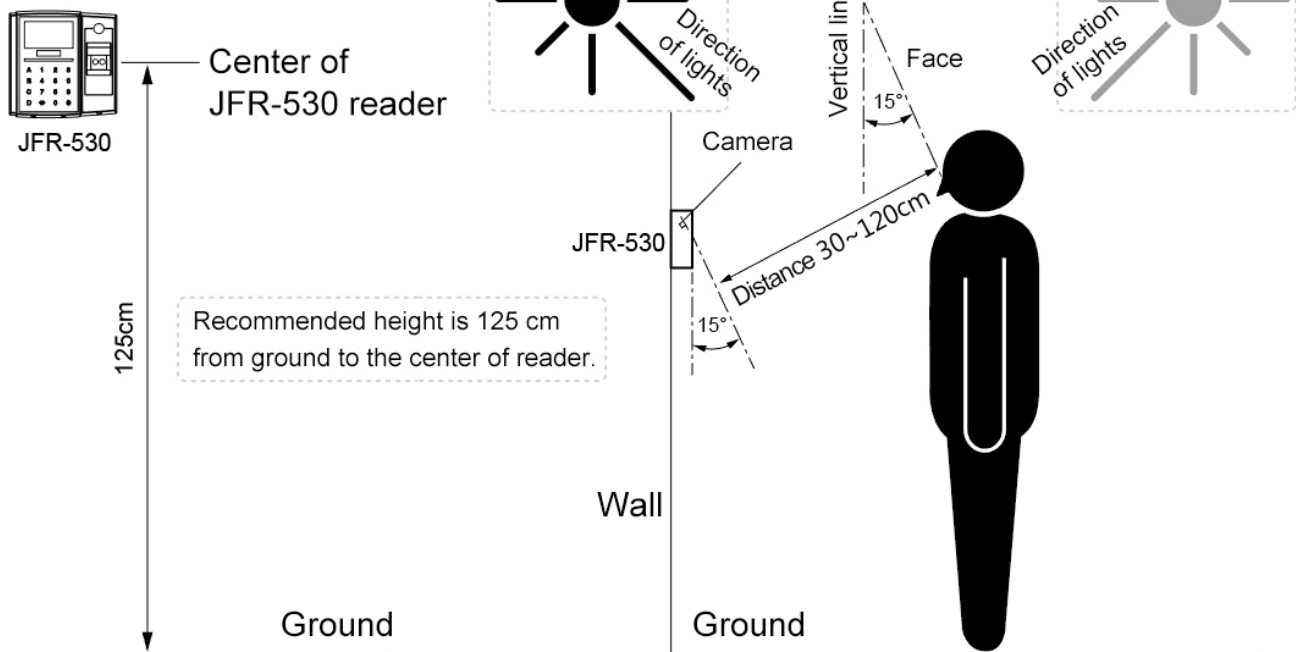 Center of
JFR-530 reader
JFR-530
125cm
Recommended height is 125 cm
from ground to the center of reader.
Ground
Direction
of lights
Camera
JFR-530
15°
Distance 30~120cm
Vertical
Face
15°
Direction
of lights
Wall
Ground